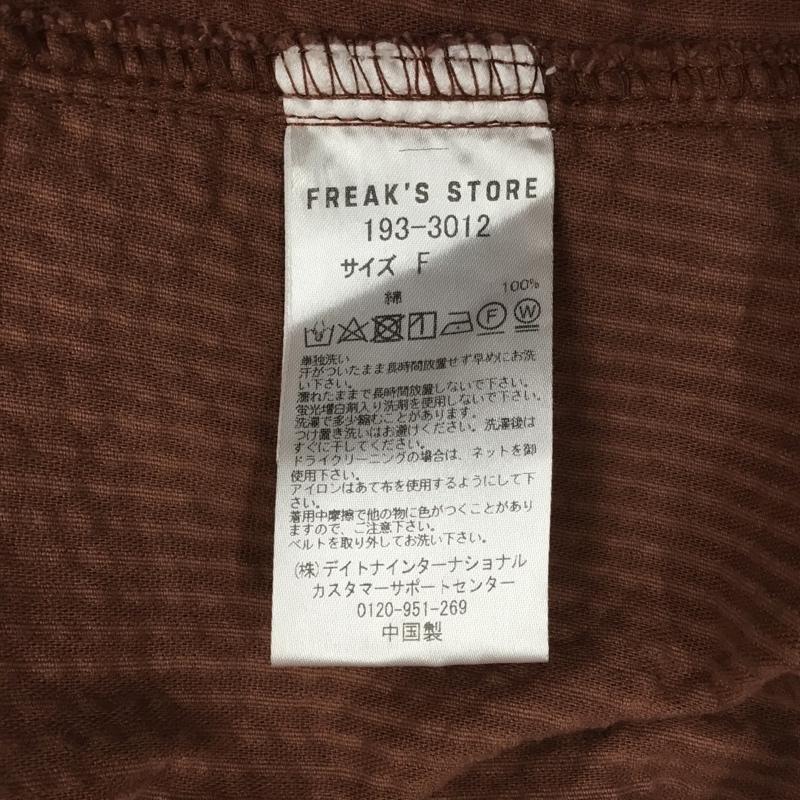 FREAK'S STORE
193-3012
サイズ F
100%
綿
F W
単独洗い
汗がついたまま長時間放置せず早めにお洗
い下さい。
濡れたままで長時間放置しないで下さい。
蛍光増白剤入り洗剤を使用しないで下さい。
洗濯で多少縮むことがあります。
つけ置き洗いはお避けください。洗濯後は
すぐに干してください。
ドライクリーニングの場合は、ネットを御
使用下さい。
アイロンはあて布を使用するようにして下
さい。
着用中摩擦で他の物に色がつくことがあり
ますので、ご注意下さい。
ベルトを取り外してお洗い下さい。
(株)デイトナインターナショナル
カスタマーサポートセンター
0120-951-269
中国製